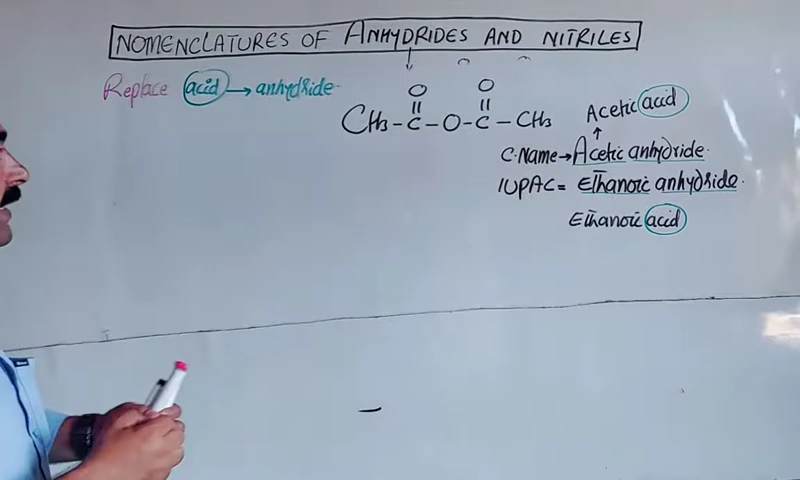 NOMENCLATURES OF ANHYDRIDES AND NITRILES
Replace acid → anhydride
O O
CH3-C-O-C-CH3
Acetic acid
C.Name→Acetic anhydride
IUPAC= Ethanoic anhydride.
Ethanoic acid